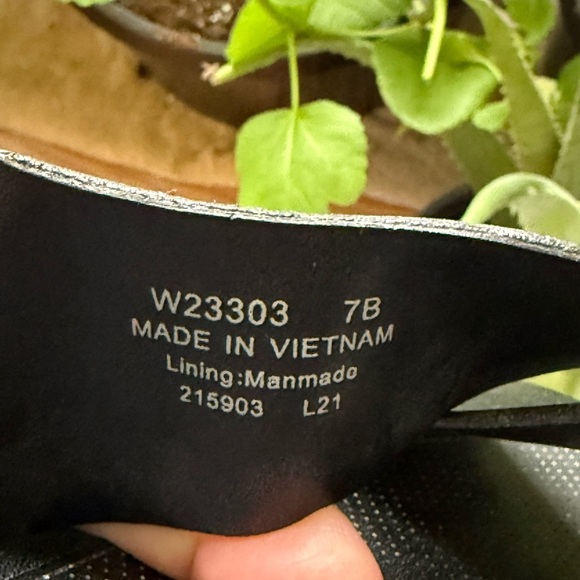 W23303 7B
MADE IN VIETNAM
Lining:Manmade
215903 L21